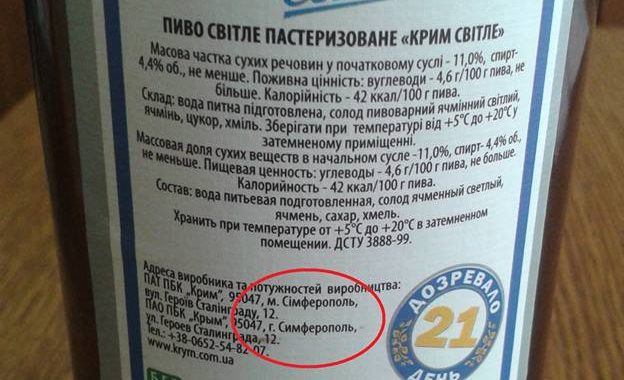 ПИВО СВІТЛЕ ПАСТЕРИЗОВАНЕ «КРИМ СВІТЛЕ»
Масова частка сухих речовин у початковому суслі - 11,0%, спирт-
4,4% об., не менше. Поживна цінність: вуглеводи - 4,6 г/100 г пива, не
більше. Калорійність - 42 ккал/100 г пива.
Склад: вода питна підготовлена, солод пивоварний ячмінний світлий,
ячмінь, цукор, хміль. Зберігати при температурі від +5°С до +20°С у
затемненому приміщенні.
Массовая доля сухих веществ в начальном сусле -11,0%, спирт- 4,4% об.,
не меньше. Пищевая ценность: углеводы - 4,6 г/100 г пива, не больше.
Калорийность - 42 ккал/100 г пива.
Состав: вода питьевая подготовленная, солод ячменный светлый,
ячмень, сахар, хмель.
Хранить при температуре от +5°С до +20°С в затемненном
помещении. ДСТУ 3888-99.
Адреса виробника та потужностей виробництва:
ПАТ ПБК „Крим", 95047, м. Сімферополь,
вул. Героїв Сталінграду, 12.
ПАО ПБК „Крым", 95047, г. Симферополь,
ул. Героев Сталинграда, 12.
Тел.: +38-0652-54-82-07.
www.krym.com.ua
ДОЗРЕВАЛО
21
ДЕНЬ